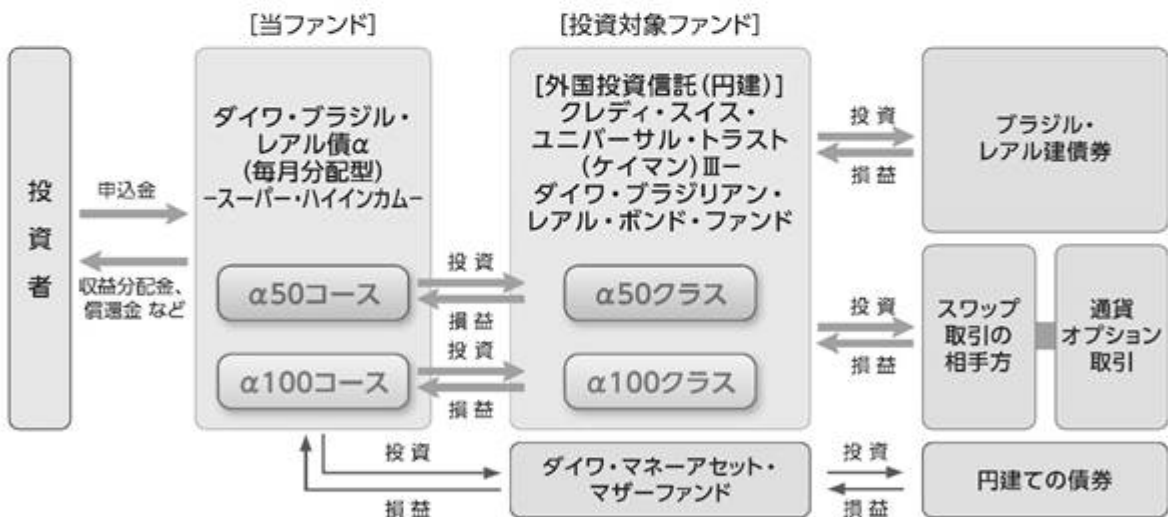 [当ファンド]
[投資対象ファンド]
投資者
申込金
収益分配金、
償還金 など
ダイワ・ブラジル・
レアル債α
(毎月分配型)
-スーパー・ハイインカム-
α50コース
α100コース
投資
損益
投資
損益
[外国投資信託(円建)]
クレディ・スイス・
ユニバーサル・トラスト
(ケイマン)Ⅲ-
ダイワ・ブラジリアン・
レアル・ボンド・ファンド
α50クラス
α100クラス
投資
損益
ブラジル・
レアル建債券
投資
損益
スワップ
取引の
相手方
通貨
オプション
取引
投資
損益
ダイワ・マネーアセット・
マザーファンド
投資
損益
円建ての債券